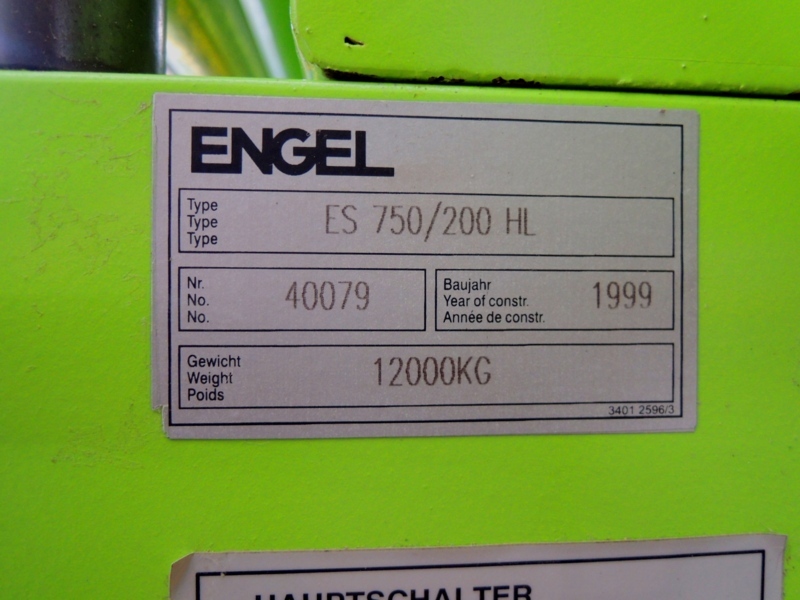 ENGEL
Type
Type ES 750/200 HL
Type
Nr.
No. 40079
No.
Baujahr
Year of constr. 1999
Année de constr.
Gewicht
Weight 12000KG
Poids
3401 2596/3
HAUPTSCHALTER